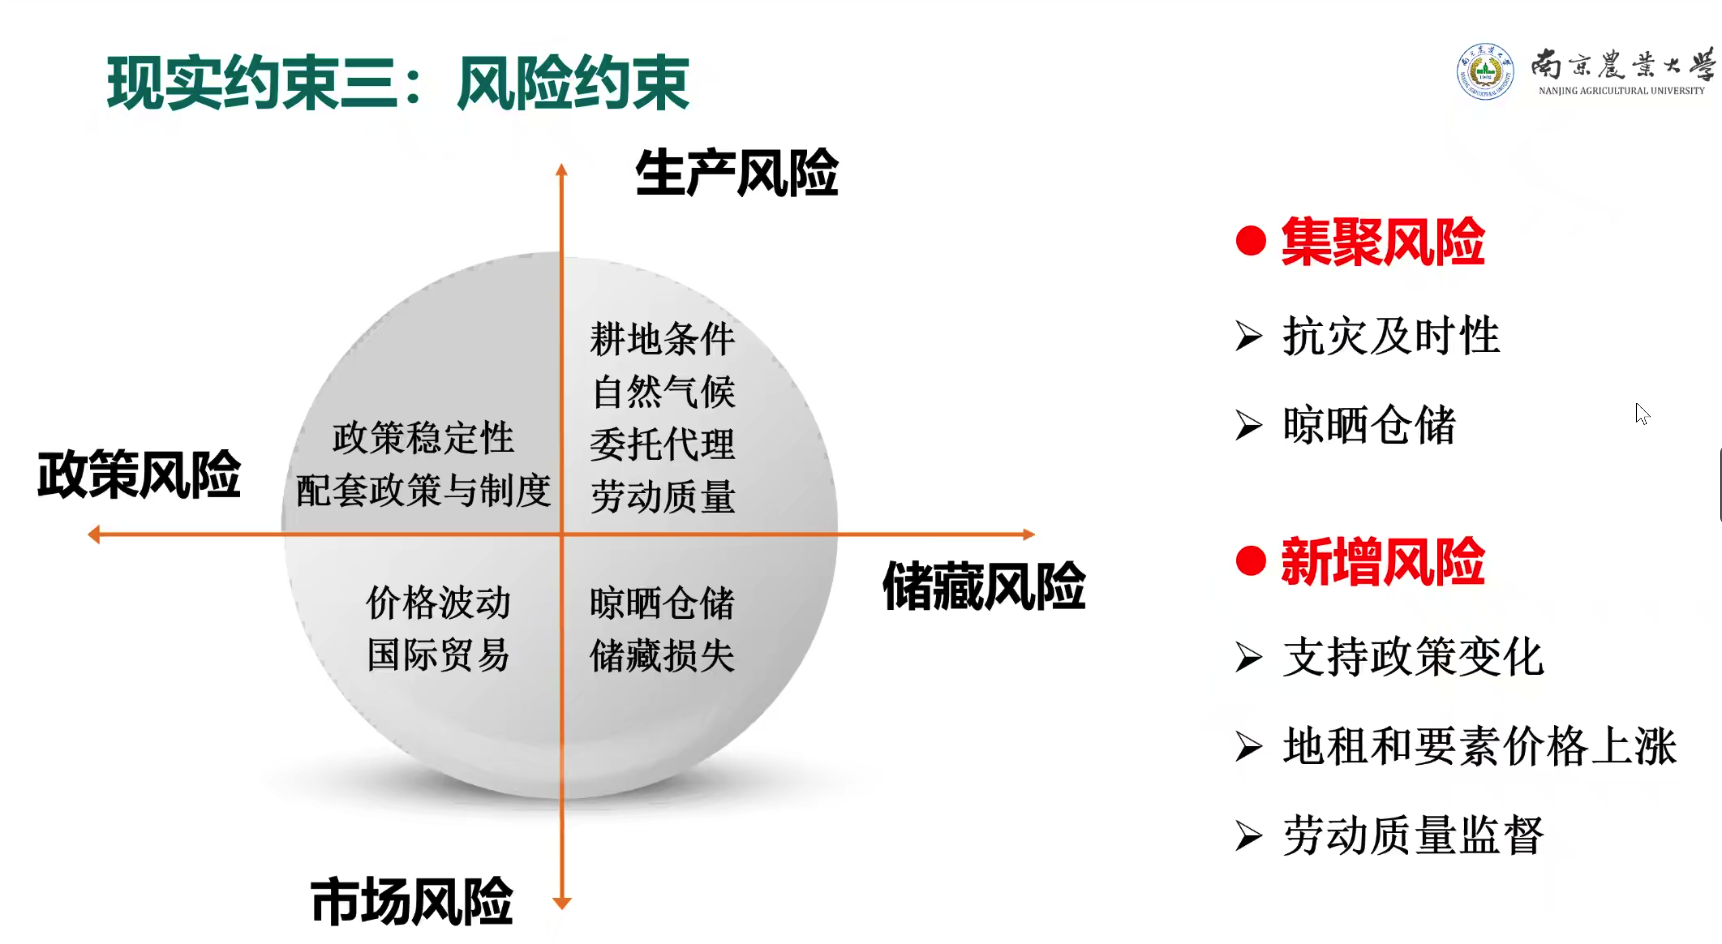 现实约束三：风险约束
南京農業大學
NANJING AGRICULTURAL UNIVERSITY
生产风险
耕地条件
自然气候
委托代理
劳动质量
政策风险
政策稳定性
配套政策与制度
储藏风险
晾晒仓储
储藏损失
价格波动
国际贸易
市场风险
集聚风险
抗灾及时性
晾晒仓储
新增风险
支持政策变化
地租和要素价格上涨
劳动质量监督